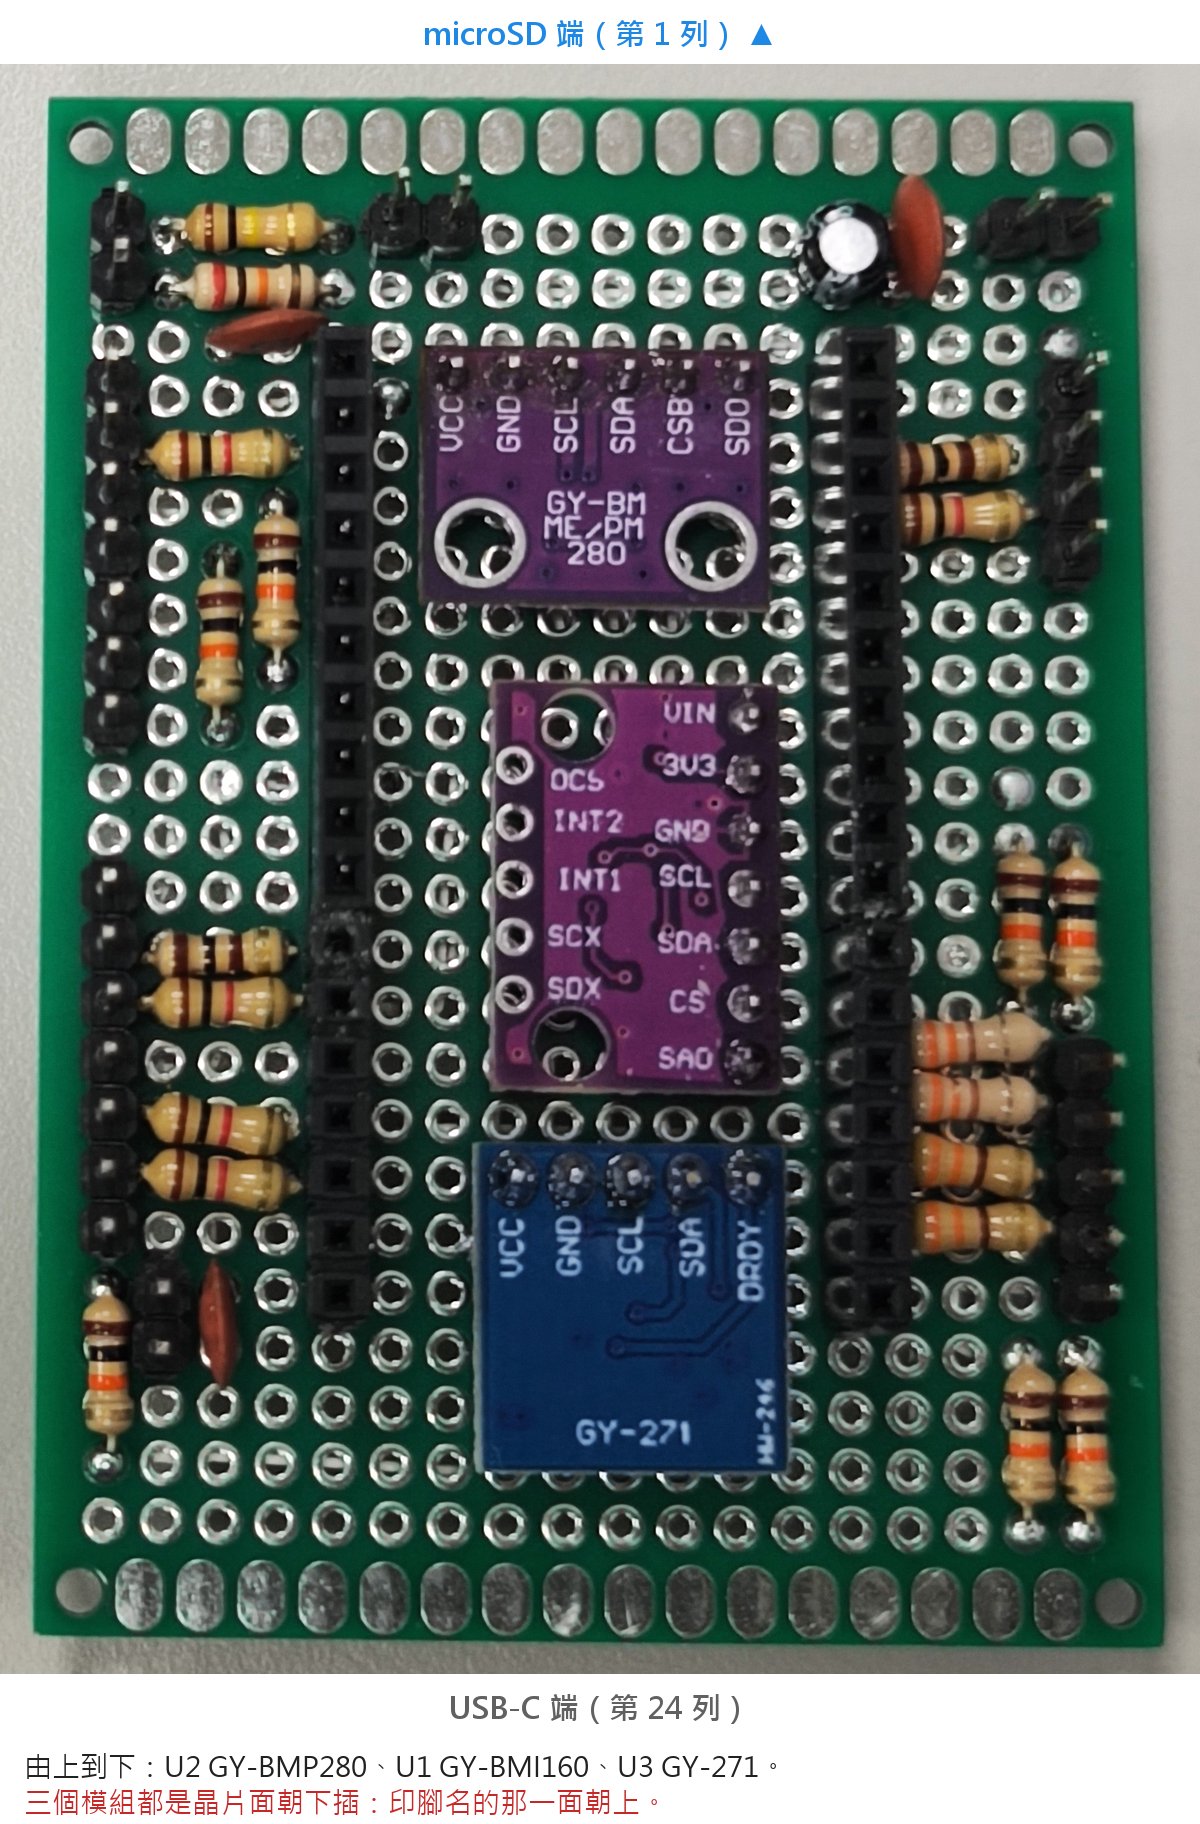 microSD 端（第 1 列）▲
VCC
GND
SCL
SDA
CSB
SDO
GY-BM
ME/PM
280
VIN
3V3
GND
SCL
SDA
CS
SAO
OCS
INT2
INT1
SCX
SDX
VCC
GND
SCL
SDA
DRDY
GY-271
HW-246
USB-C 端（第 24 列）
由上到下：U2 GY-BMP280、U1 GY-BMI160、U3 GY-271。
三個模組都是晶片面朝下插：印腳名的那一面朝上。